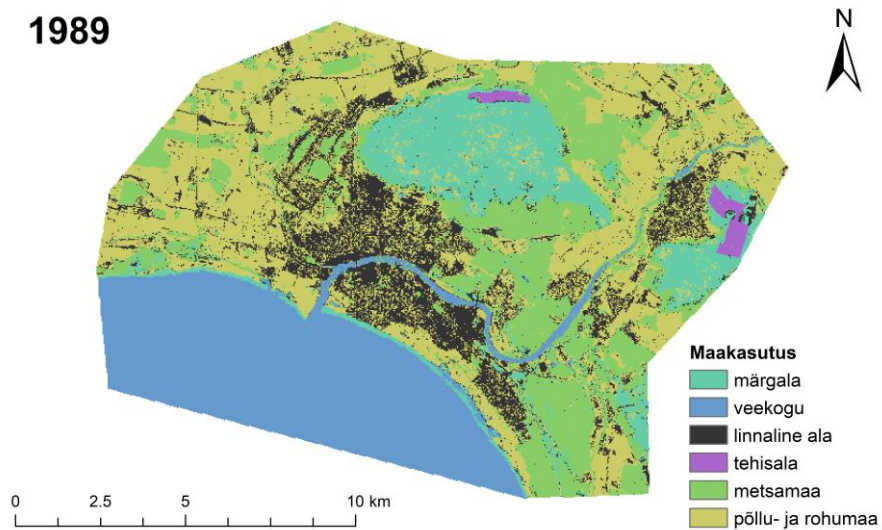 1989
N
Maakasutus
märgala
veekogu
linnaline ala
tehisala
metsamaa
põllu- ja rohumaa
0 2.5 5 10 km